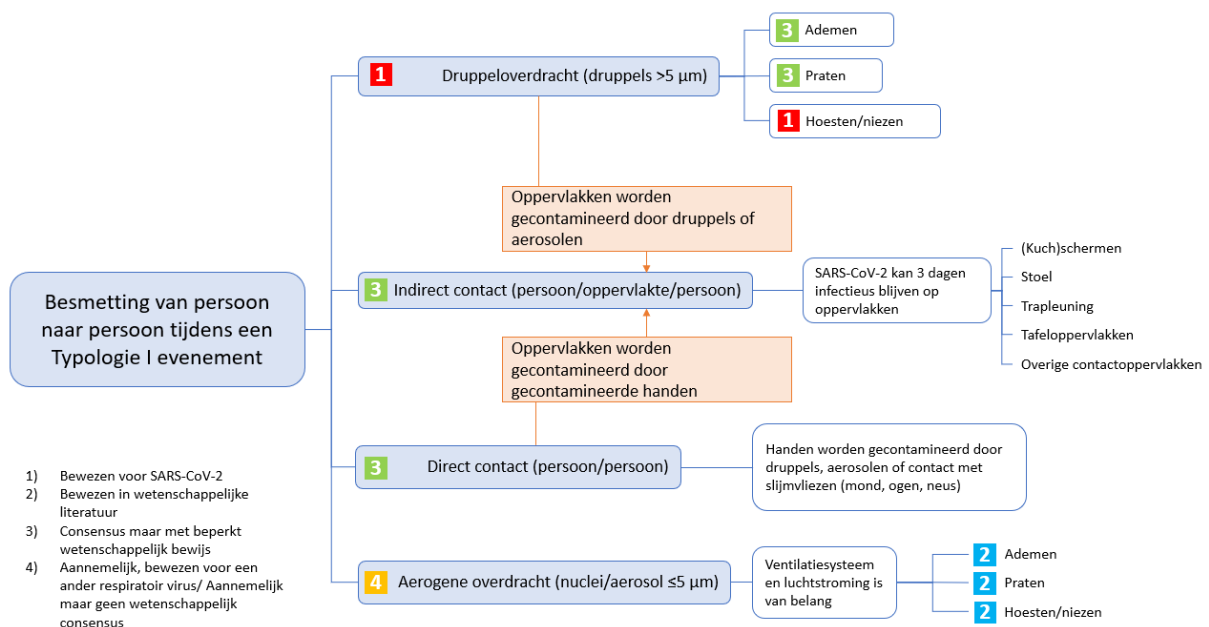 3 Ademen
1 Druppeloverdracht (druppels >5 µm)
3 Praten
1 Hoesten/niezen
Oppervlakken worden
gecontamineerd door druppels of
aerosolen
Besmetting van persoon
naar persoon tijdens een
Typologie I evenement
3 Indirect contact (persoon/oppervlakte/persoon)
SARS-CoV-2 kan 3 dagen
infectieus blijven op
oppervlakken
(Kuch)schermen
Stoel
Trapleuning
Tafeloppervlakken
Overige contactoppervlakken
Oppervlakken worden
gecontamineerd door
gecontamineerde handen
3 Direct contact (persoon/persoon)
Handen worden gecontamineerd door
druppels, aerosolen of contact met
slijmvliezen (mond, ogen, neus)
4 Aerogene overdracht (nuclei/aerosol ≤5 µm)
Ventilatiesysteem
en luchtstroming is
van belang
2 Ademen
2 Praten
2 Hoesten/niezen
1) Bewezen voor SARS-CoV-2
2) Bewezen in wetenschappelijke
literatuur
3) Consensus maar met beperkt
wetenschappelijk bewijs
4) Aannemelijk, bewezen voor een
ander respiratoir virus/ Aannemelijk
maar geen wetenschappelijk
consensus